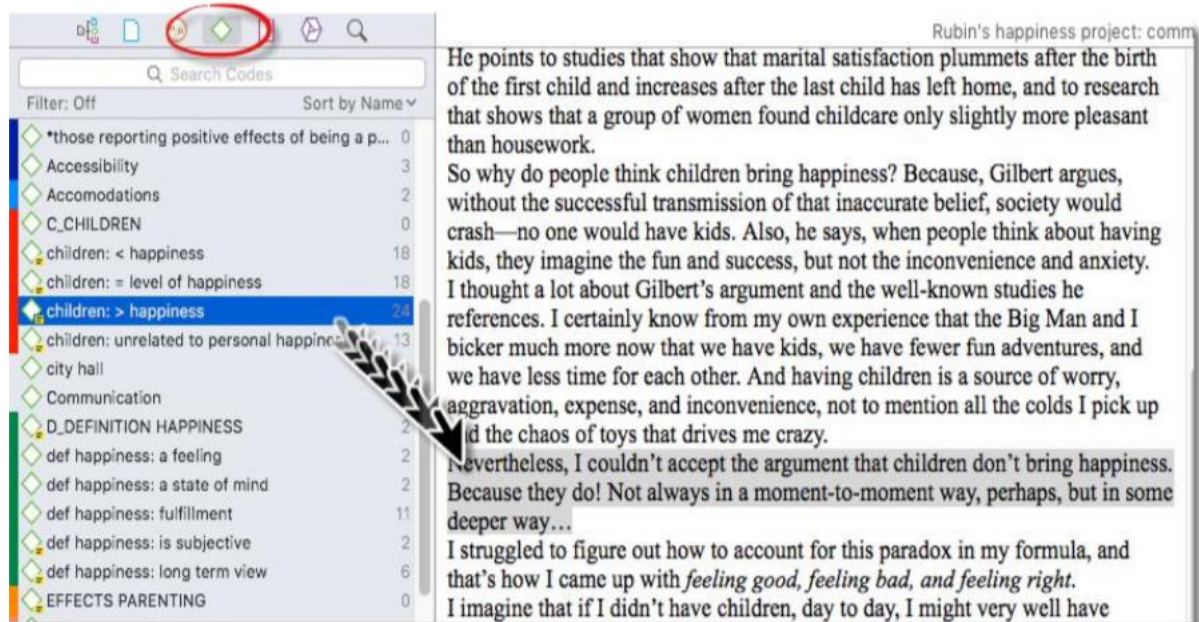 Rubin's happiness project: comm
Search Codes
Filter: Off
Sort by Name
*those reporting positive effects of being a p... 0
Accessibility 3
Accomodations 2
C_CHILDREN 0
children: < happiness 18
children: = level of happiness 18
children: > happiness 24
children: unrelated to personal happines 13
city hall
Communication
D_DEFINITION HAPPINESS 2
def happiness: a feeling 2
def happiness: a state of mind 2
def happiness: fulfillment 11
def happiness: is subjective 2
def happiness: long term view 6
EFFECTS PARENTING 0
He points to studies that show that marital satisfaction plummets after the birth
of the first child and increases after the last child has left home, and to research
that shows that a group of women found childcare only slightly more pleasant
than housework.
So why do people think children bring happiness? Because, Gilbert argues,
without the successful transmission of that inaccurate belief, society would
crash—no one would have kids. Also, he says, when people think about having
kids, they imagine the fun and success, but not the inconvenience and anxiety.
I thought a lot about Gilbert's argument and the well-known studies he
references. I certainly know from my own experience that the Big Man and I
bicker much more now that we have kids, we have fewer fun adventures, and
we have less time for each other. And having children is a source of worry,
aggravation, expense, and inconvenience, not to mention all the colds I pick up
and the chaos of toys that drives me crazy.
Nevertheless, I couldn't accept the argument that children don't bring happiness.
Because they do! Not always in a moment-to-moment way, perhaps, but in some
deeper way…
I struggled to figure out how to account for this paradox in my formula, and
that's how I came up with feeling good, feeling bad, and feeling right.
I imagine that if I didn't have children, day to day, I might very well have